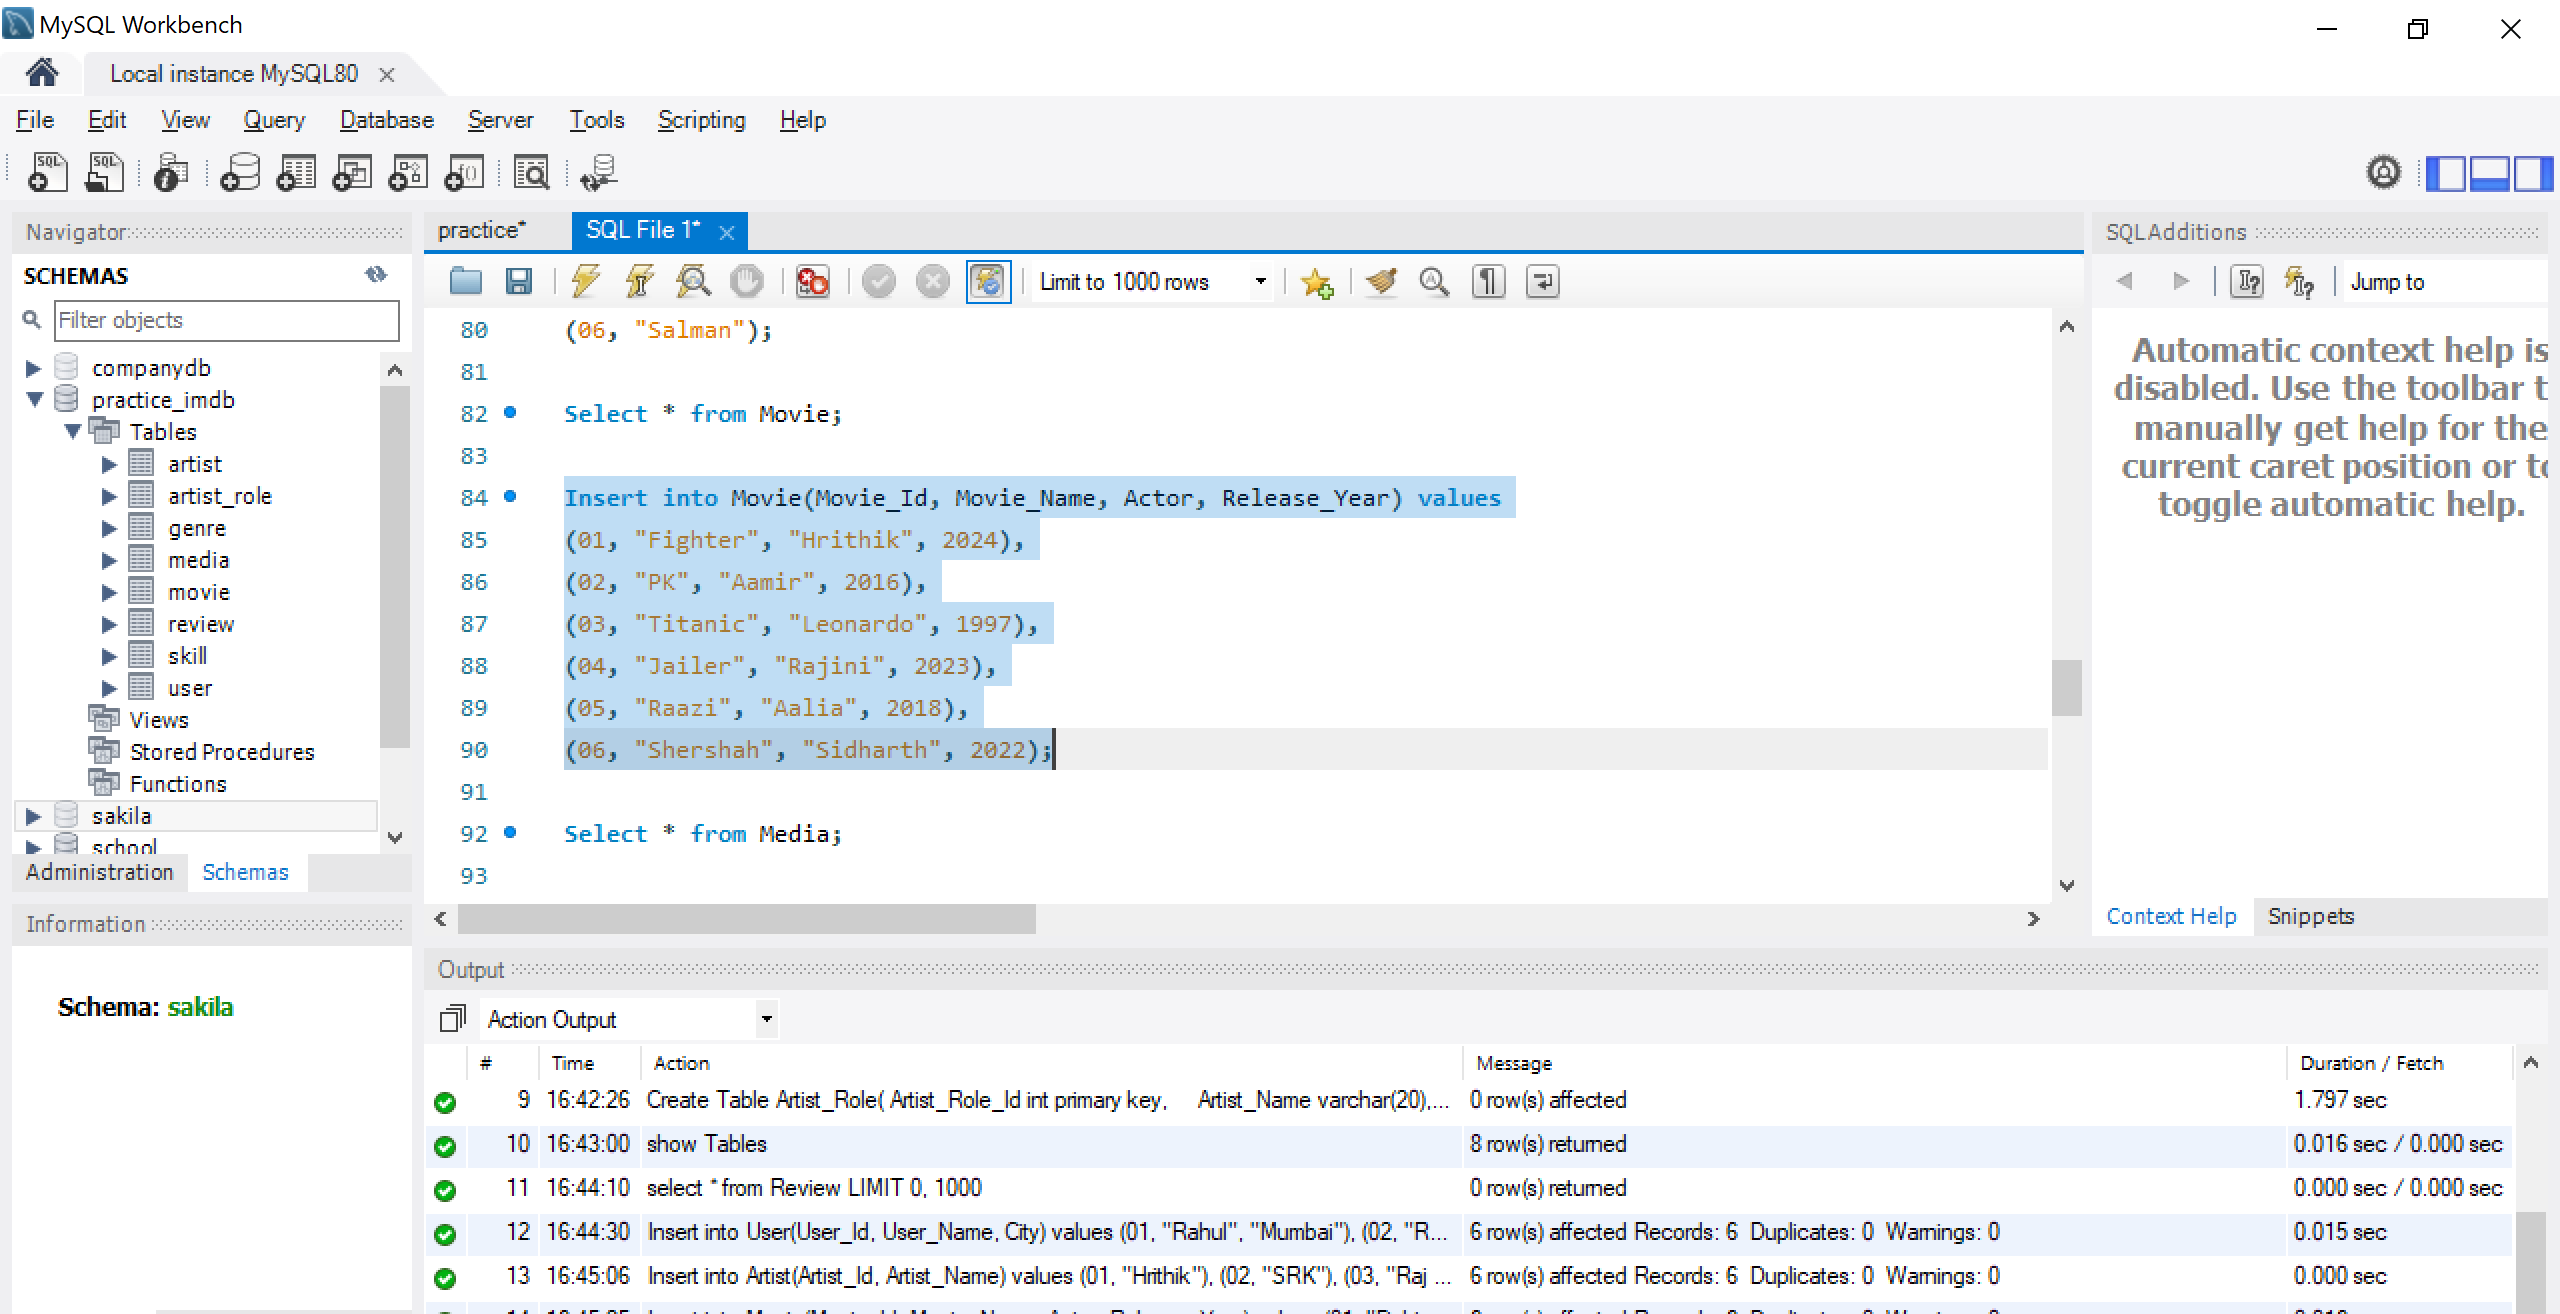 MySQL Workbench
Local instance MySQL80
File Edit View Query Database Server Tools Scripting Help
Navigator
SCHEMAS
Filter objects
companydb
practice_imdb
Tables
artist
artist_role
genre
media
movie
review
skill
user
Views
Stored Procedures
Functions
sakila
school
Administration Schemas
Information
Schema: sakila
practice* SQL File 1*
Limit to 1000 rows
80 (06, "Salman");
81
82 Select * from Movie;
83
84 Insert into Movie(Movie_Id, Movie_Name, Actor, Release_Year) values
85 (01, "Fighter", "Hrithik", 2024),
86 (02, "PK", "Aamir", 2016),
87 (03, "Titanic", "Leonardo", 1997),
88 (04, "Jailer", "Rajini", 2023),
89 (05, "Raazi", "Aalia", 2018),
90 (06, "Shershah", "Sidharth", 2022);
91
92 Select * from Media;
93
SQLAdditions
Jump to
Automatic context help is
disabled. Use the toolbar t
manually get help for the
current caret position or to
toggle automatic help.
Context Help Snippets
Output
Action Output
# Time Action Message Duration / Fetch
9 16:42:26 Create Table Artist_Role( Artist_Role_Id int primary key, Artist_Name varchar(20),... 0 row(s) affected 1.797 sec
10 16:43:00 show Tables 8 row(s) returned 0.016 sec / 0.000 sec
11 16:44:10 select * from Review LIMIT 0, 1000 0 row(s) returned 0.000 sec / 0.000 sec
12 16:44:30 Insert into User(User_Id, User_Name, City) values (01, "Rahul", "Mumbai"), (02, "R... 6 row(s) affected Records: 6 Duplicates: 0 Warnings: 0 0.015 sec
13 16:45:06 Insert into Artist(Artist_Id, Artist_Name) values (01, "Hrithik"), (02, "SRK"), (03, "Raj ... 6 row(s) affected Records: 6 Duplicates: 0 Warnings: 0 0.000 sec